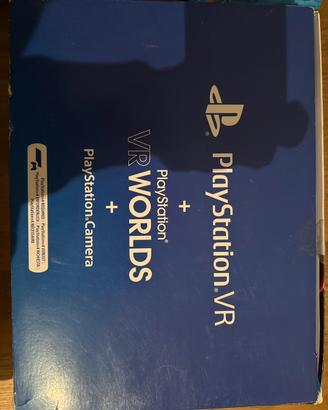 PlayStation®VR
+
PlayStation®
VR WORLDS
+
PlayStation®Camera